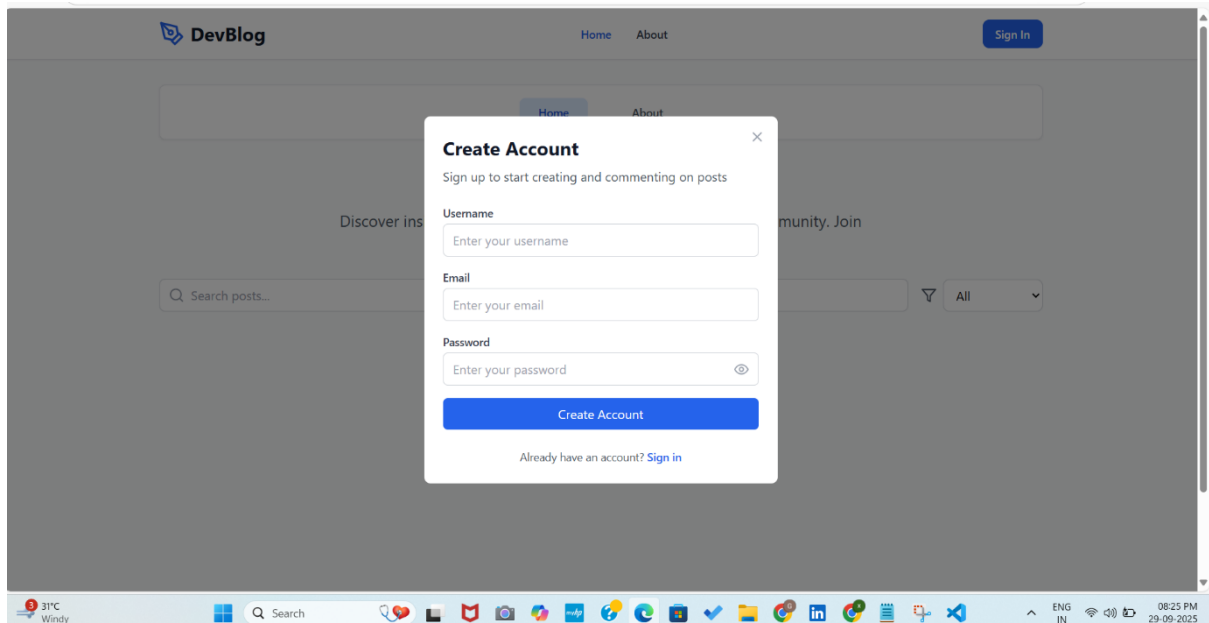 DevBlog
Home About
Sign In
Home About
Create Account
Sign up to start creating and commenting on posts
Discover ins
munity. Join
Username
Enter your username
Email
Search posts...
Enter your email
All
Password
Enter your password
Create Account
Already have an account? Sign in
3
31°C
Windy
Search
ENG
IN
08:25 PM
29-09-2025